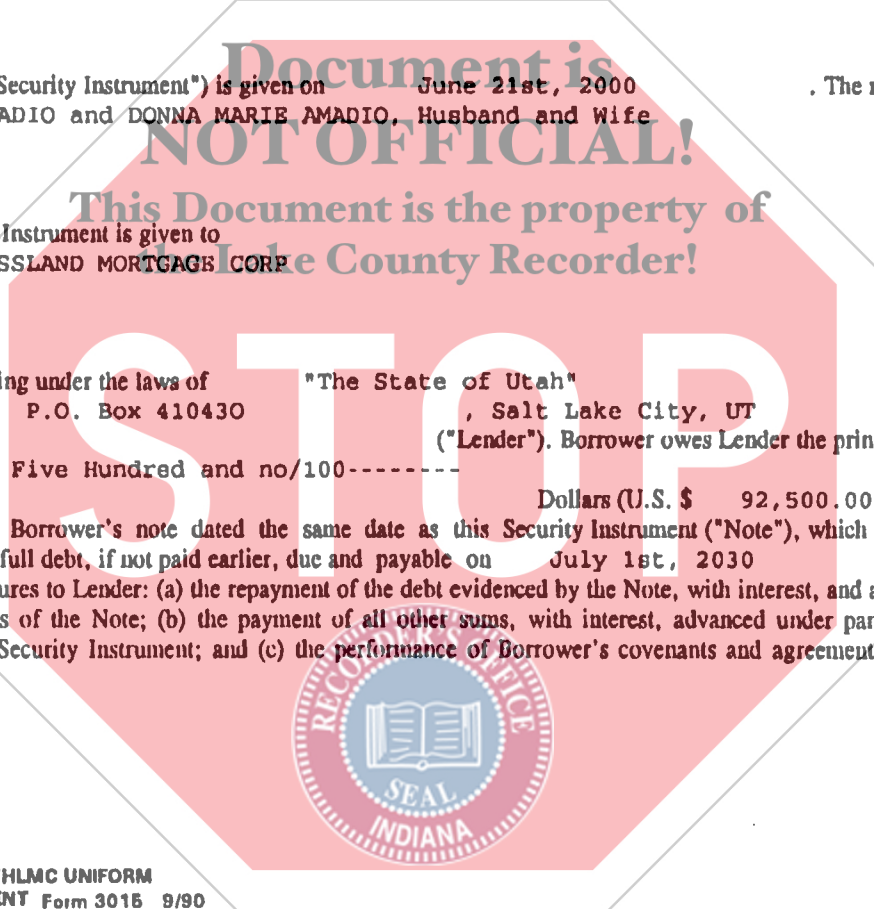 Document is
Security Instrument") is given on June 21st, 2000 . The
ADIO and DONNA MARIE AMADIO, Husband and Wife
NOT OFFICIAL!
This Document is the property of
Instrument is given to
SSLAND MORTGAGE CORP
the Lake County Recorder!
STOP
ing under the laws of "The State of Utah"
P.O. Box 410430 , Salt Lake City, UT
("Lender"). Borrower owes Lender the prin
Five Hundred and no/100--------
Dollars (U.S. $ 92,500.00
Borrower's note dated the same date as this Security Instrument ("Note"), which
full debt, if not paid earlier, due and payable on July 1st, 2030
ures to Lender: (a) the repayment of the debt evidenced by the Note, with interest, and a
s of the Note; (b) the payment of all other sums, with interest, advanced under par
Security Instrument; and (c) the performance of Borrower's covenants and agreement
RECORDER'S OFFICE
SEAL
INDIANA
HLMC UNIFORM
ENT Form 3015 9/90